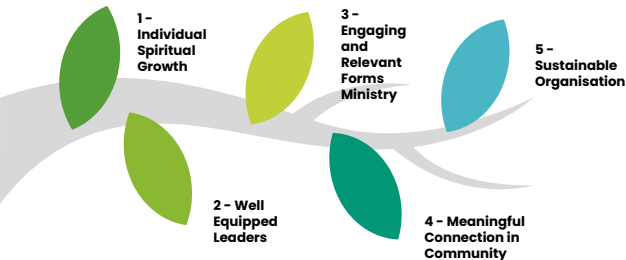 1 -
Individual
Spiritual
Growth
2 - Well
Equipped
Leaders
3 -
Engaging
and
Relevant
Forms
Ministry
4 - Meaningful
Connection in
Community
5 -
Sustainable
Organisation